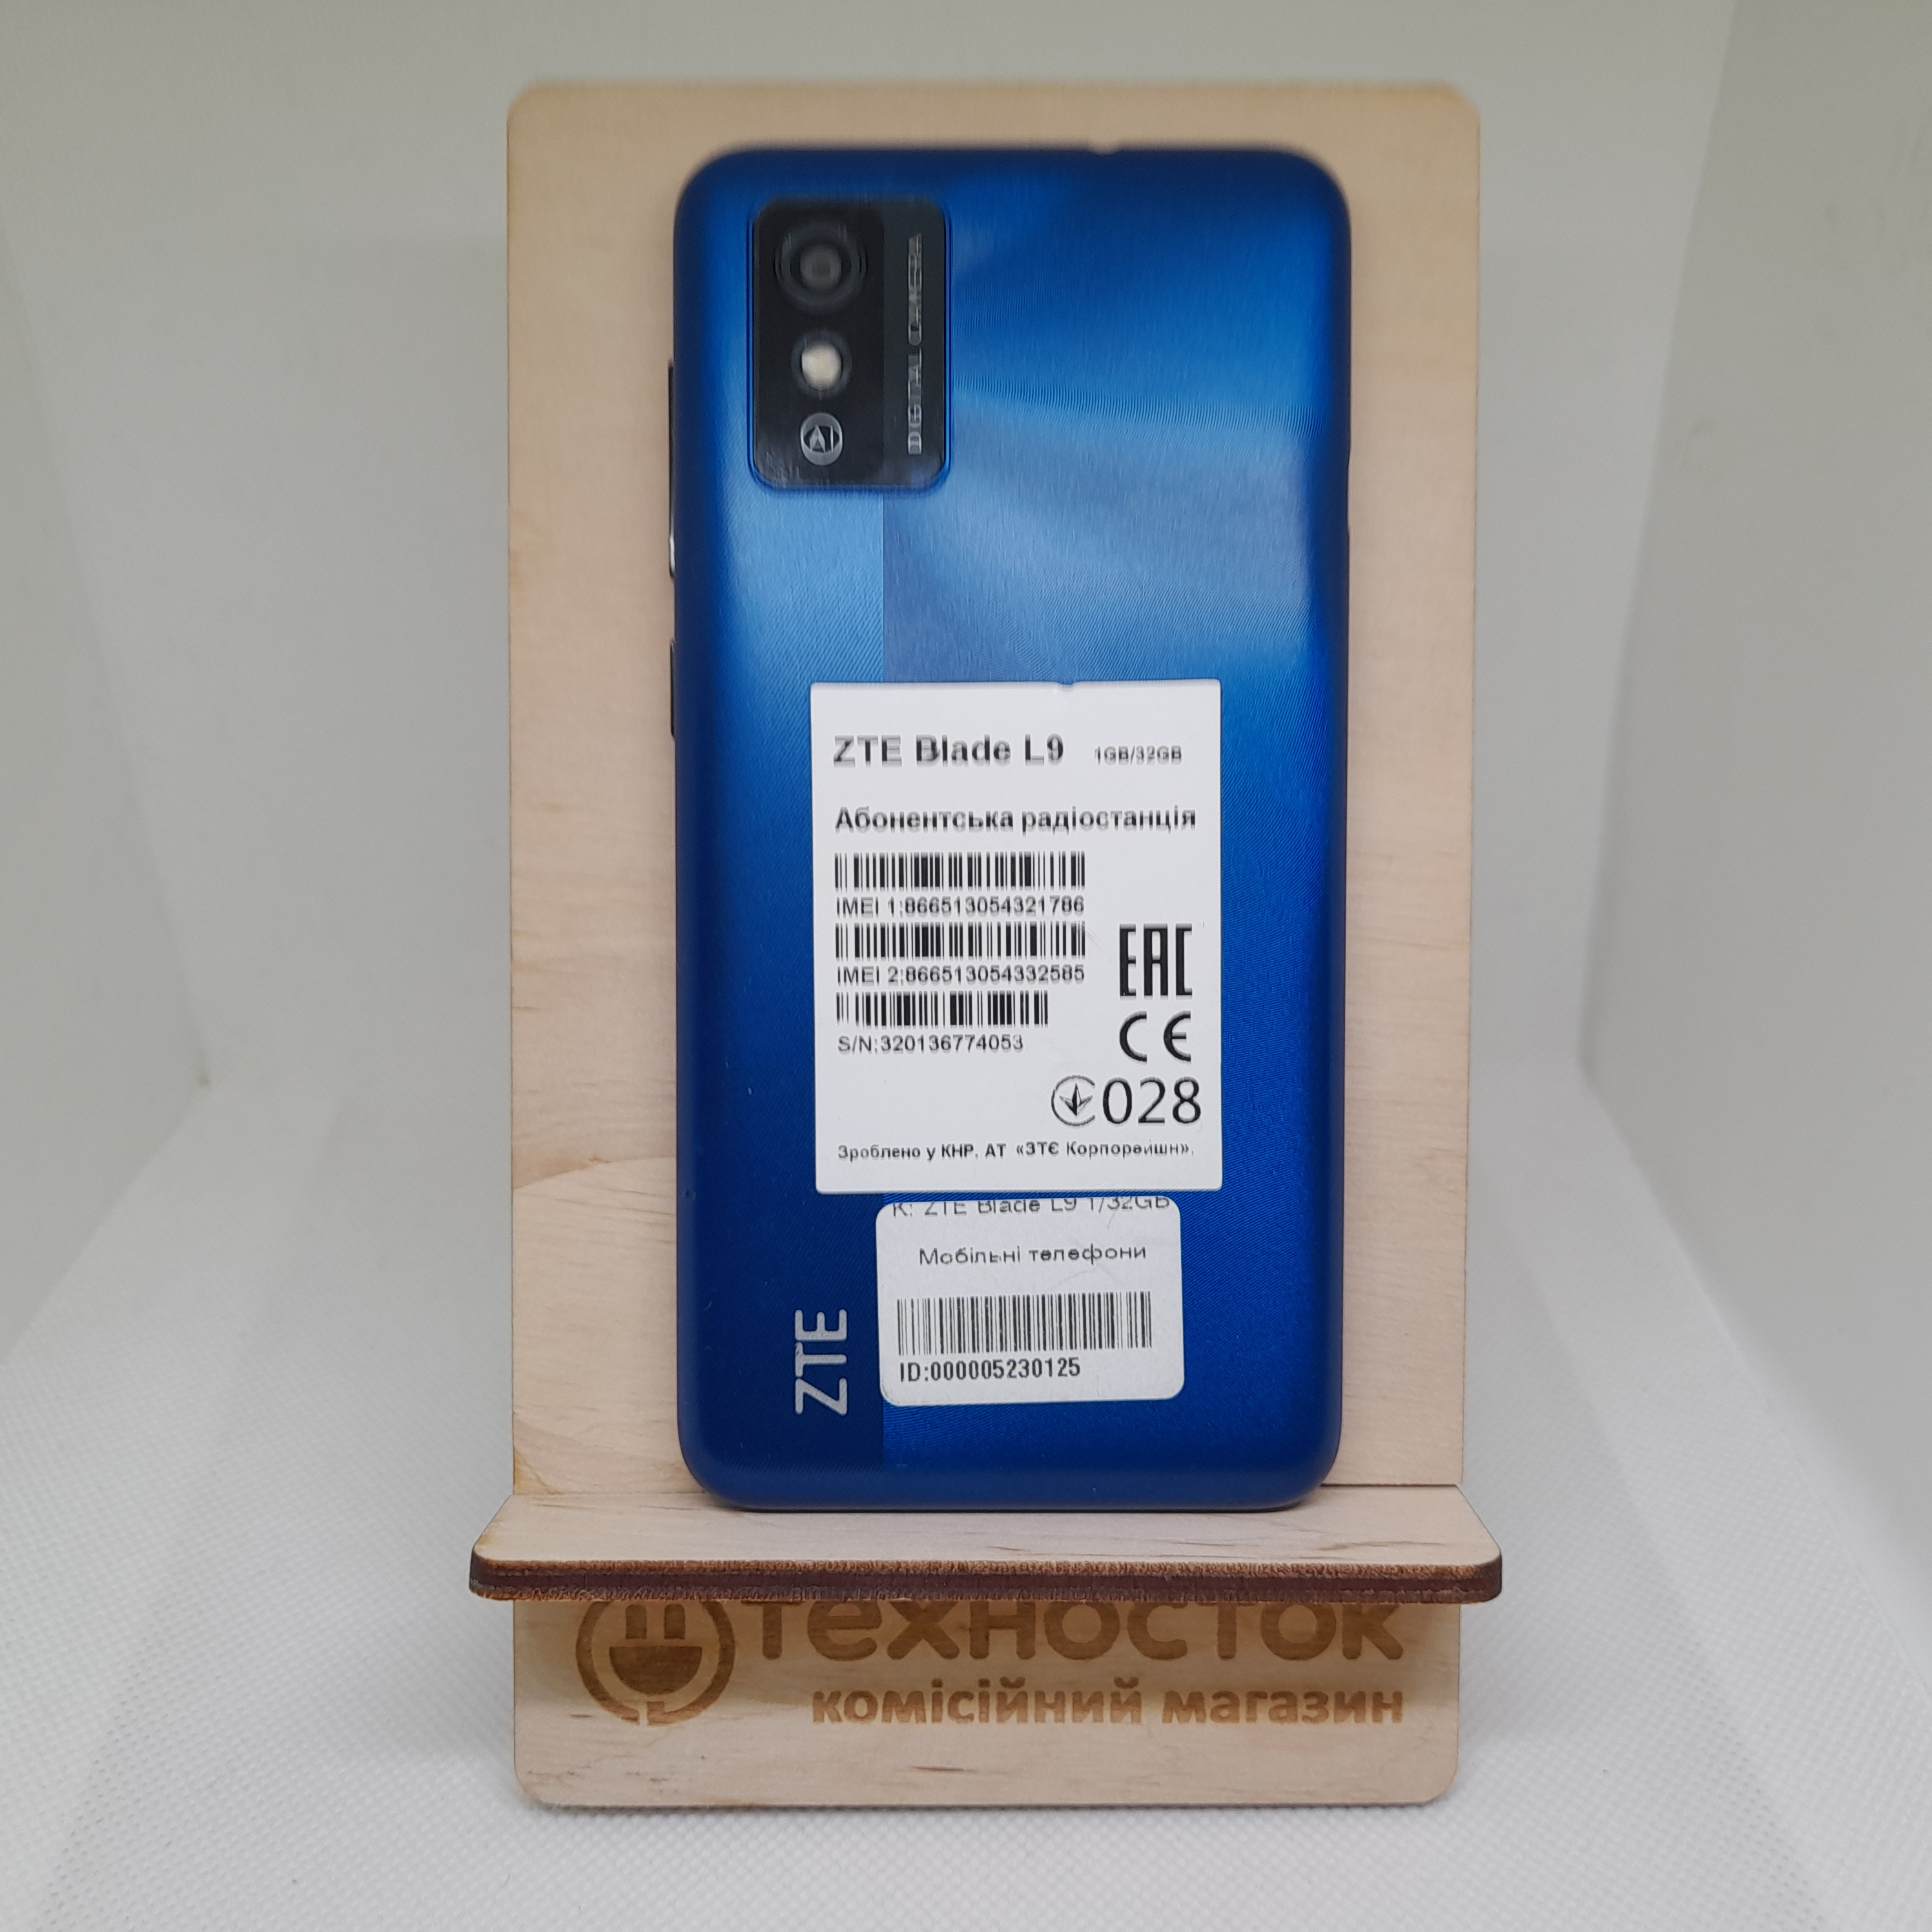 DIGITAL CAMERA
ZTE Blade L9 1GB/32GB
Абонентська радіостанція
IMEI 1:866513054321786
IMEI 2:866513054332585
S/N:320136774053
EAC
CE
028
Зроблено у КНР, АТ «ЗТЄ Корпорейшн».
К: ZTE Blade L9 1/32GB
Мобільні телефони
ID:000005230125
ZTE
техносток
комісійний магазин